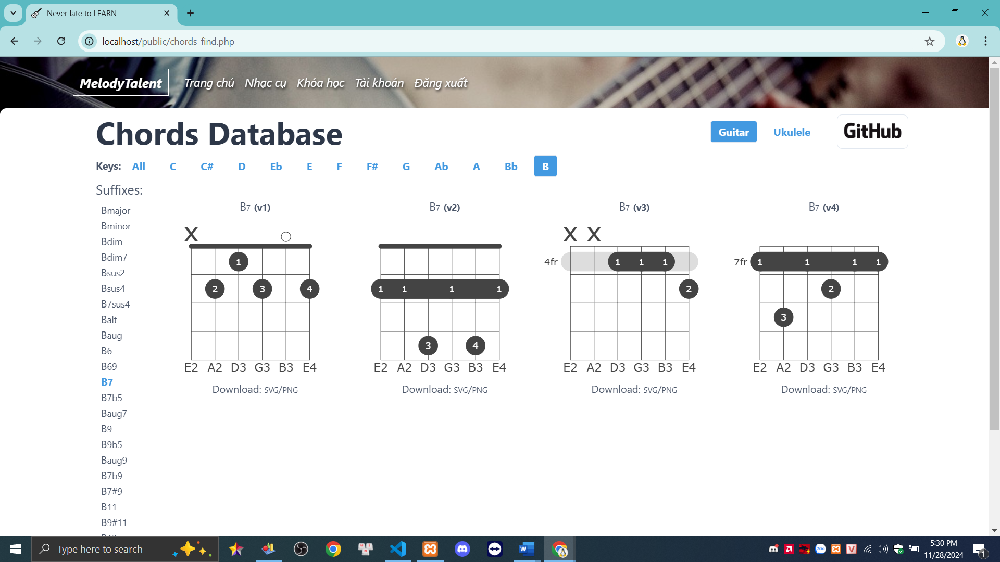 Never late to LEARN
localhost/public/chords_find.php
MelodyTalent Trang chủ Nhạc cụ Khóa học Tài khoản Đăng xuất
Chords Database
Guitar Ukulele GitHub
Keys: All C C# D Eb E F F# G Ab A Bb B
Suffixes:
Bmajor
Bminor
Bdim
Bdim7
Bsus2
Bsus4
B7sus4
Balt
Baug
B6
B69
B7
B7b5
Baug7
B9
B9b5
Baug9
B7b9
B7#9
B11
B9#11
B7 (v1)
X
1
2 3 4
E2 A2 D3 G3 B3 E4
Download: SVG/PNG
B7 (v2)
1 1 1 1
3 4
E2 A2 D3 G3 B3 E4
Download: SVG/PNG
B7 (v3)
X X
4fr 1 1 1
2
E2 A2 D3 G3 B3 E4
Download: SVG/PNG
B7 (v4)
7fr 1 1 1 1
2
3
E2 A2 D3 G3 B3 E4
Download: SVG/PNG
Type here to search
5:30 PM
11/28/2024
1